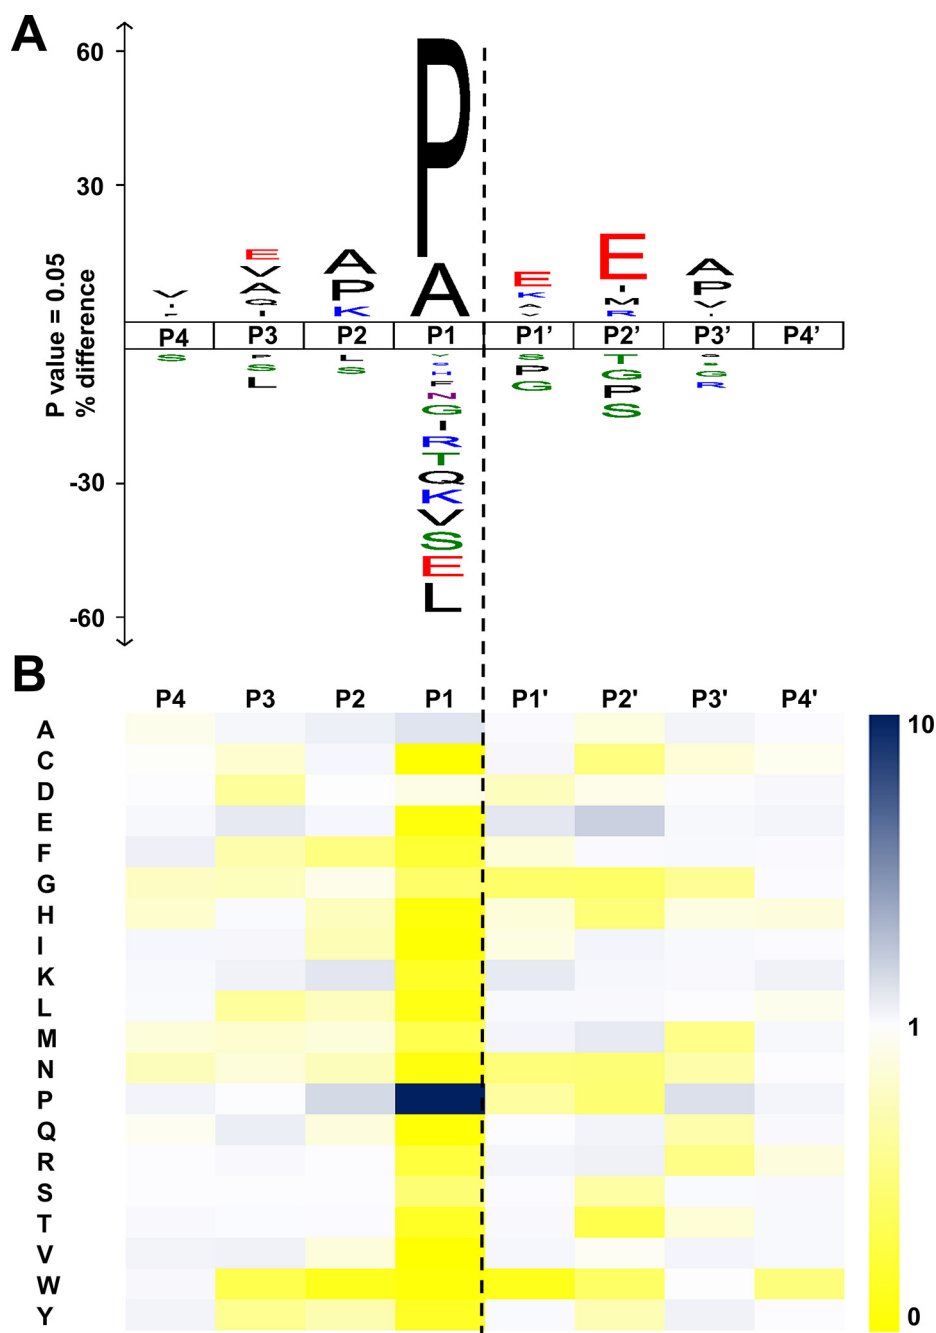 A
60
30
P value = 0.05
% difference
-30
-60
V
E
V
A
Q
I
A
P
K
P
A
E
K
A
V
E
I
M
R
A
P
V
P4 P3 P2 P1 P1’ P2’ P3’ P4’
S
F
S
L
L
S
H
F
N
G
I
R
T
Q
K
V
S
E
L
S
P
G
T
G
P
S
G
R
B
P4 P3 P2 P1 P1' P2' P3' P4'
A
C
D
E
F
G
H
I
K
L
M
N
P
Q
R
S
T
V
W
Y
10
1
0